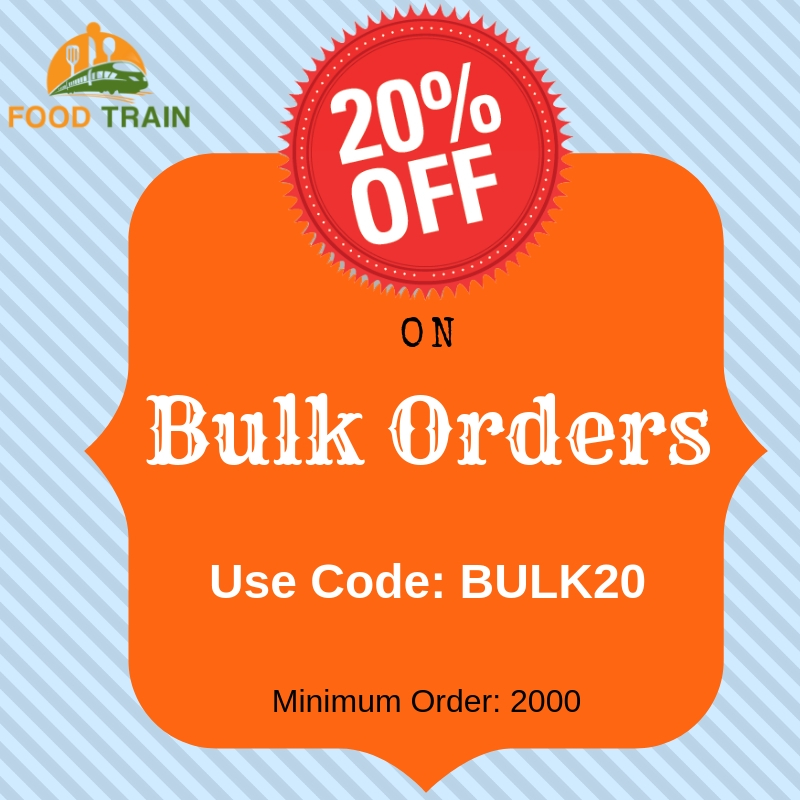 FOOD TRAIN
20%
OFF
ON
Bulk Orders
Use Code: BULK20
Minimum Order: 2000